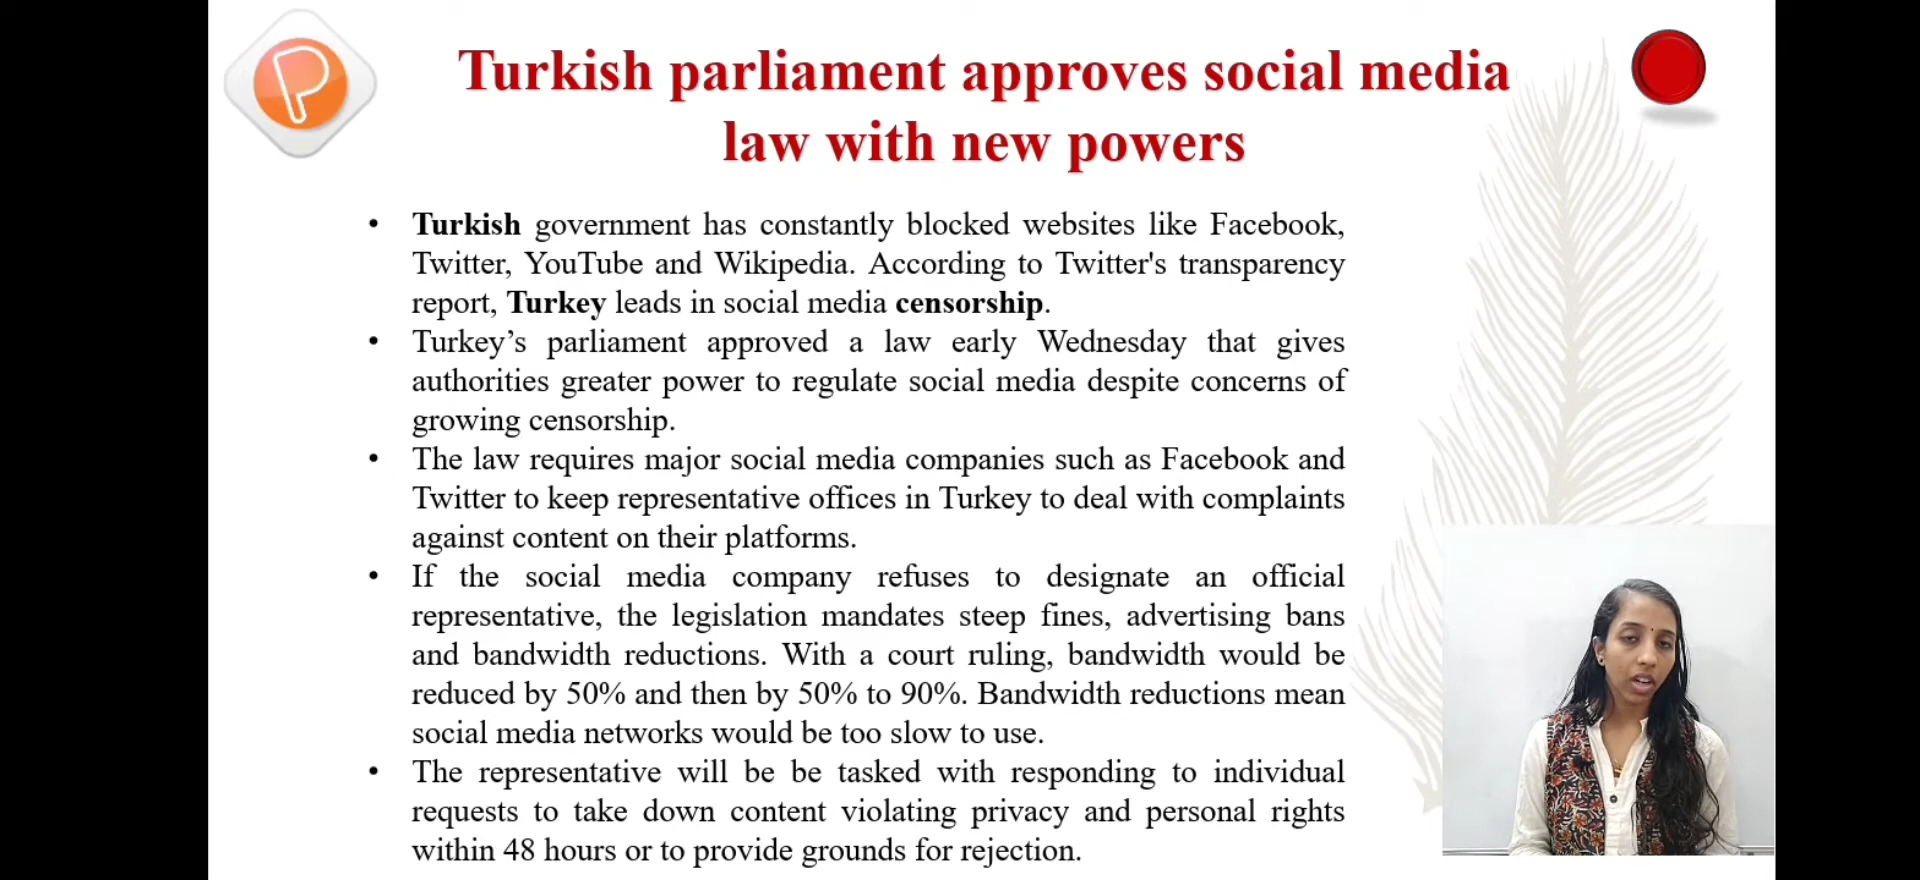 Turkish parliament approves social media
law with new powers
• Turkish government has constantly blocked websites like Facebook,
Twitter, YouTube and Wikipedia. According to Twitter's transparency
report, Turkey leads in social media censorship.
• Turkey’s parliament approved a law early Wednesday that gives
authorities greater power to regulate social media despite concerns of
growing censorship.
• The law requires major social media companies such as Facebook and
Twitter to keep representative offices in Turkey to deal with complaints
against content on their platforms.
• If the social media company refuses to designate an official
representative, the legislation mandates steep fines, advertising bans
and bandwidth reductions. With a court ruling, bandwidth would be
reduced by 50% and then by 50% to 90%. Bandwidth reductions mean
social media networks would be too slow to use.
• The representative will be be tasked with responding to individual
requests to take down content violating privacy and personal rights
within 48 hours or to provide grounds for rejection.